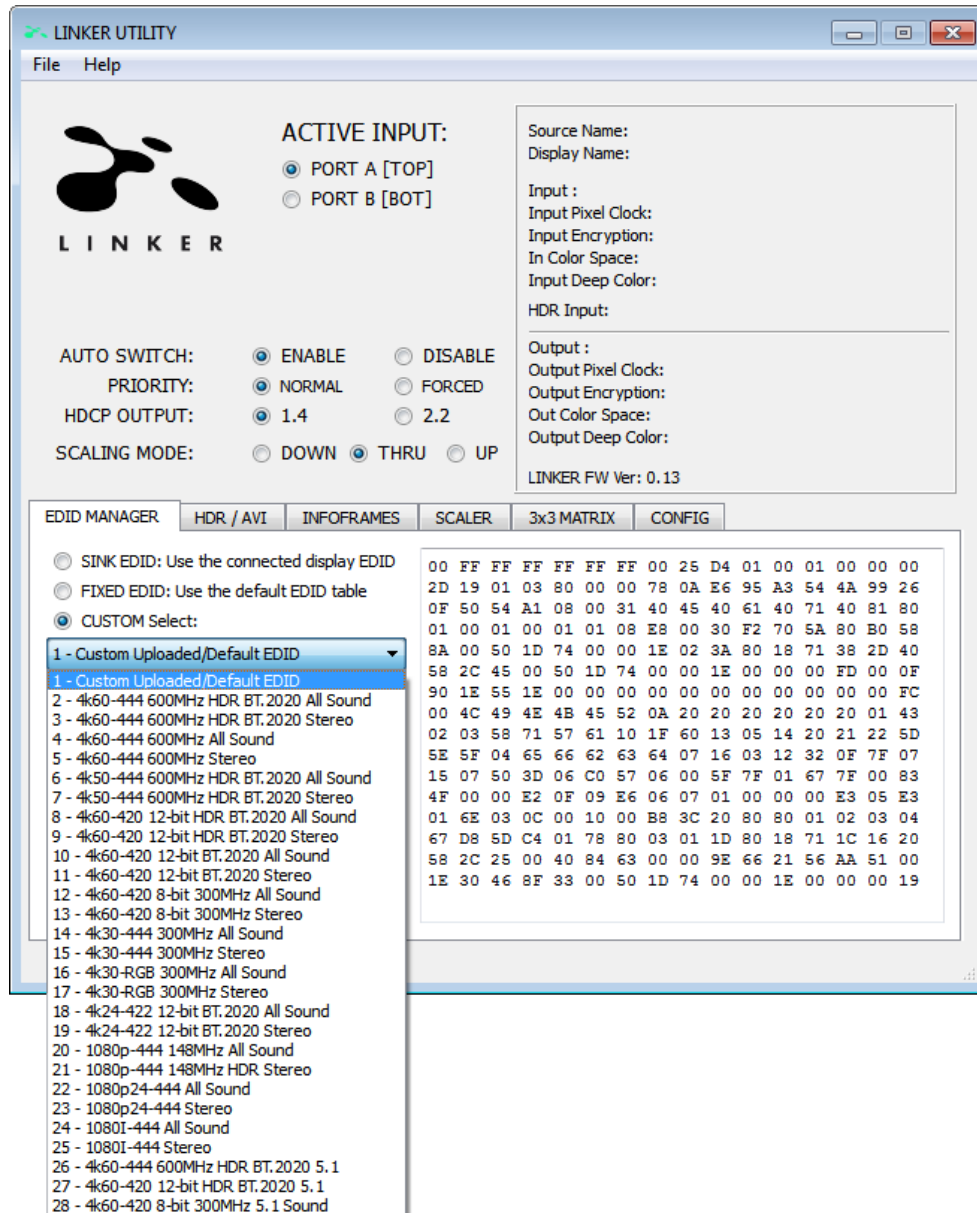 LINKER UTILITY
File Help
LINKER
ACTIVE INPUT:
PORT A [TOP]
PORT B [BOT]
AUTO SWITCH: ENABLE DISABLE
PRIORITY: NORMAL FORCED
HDCP OUTPUT: 1.4 2.2
SCALING MODE: DOWN THRU UP
Source Name:
Display Name:
Input :
Input Pixel Clock:
Input Encryption:
In Color Space:
Input Deep Color:
HDR Input:
Output :
Output Pixel Clock:
Output Encryption:
Out Color Space:
Output Deep Color:
LINKER FW Ver: 0.13
EDID MANAGER HDR / AVI INFOFRAMES SCALER 3x3 MATRIX CONFIG
SINK EDID: Use the connected display EDID
FIXED EDID: Use the default EDID table
CUSTOM Select:
1 - Custom Uploaded/Default EDID
1 - Custom Uploaded/Default EDID
2 - 4k60-444 600MHz HDR BT.2020 All Sound
3 - 4k60-444 600MHz HDR BT.2020 Stereo
4 - 4k60-444 600MHz All Sound
5 - 4k60-444 600MHz Stereo
6 - 4k50-444 600MHz HDR BT.2020 All Sound
7 - 4k50-444 600MHz HDR BT.2020 Stereo
8 - 4k60-420 12-bit HDR BT.2020 All Sound
9 - 4k60-420 12-bit HDR BT.2020 Stereo
10 - 4k60-420 12-bit BT.2020 All Sound
11 - 4k60-420 12-bit BT.2020 Stereo
12 - 4k60-420 8-bit 300MHz All Sound
13 - 4k60-420 8-bit 300MHz Stereo
14 - 4k30-444 300MHz All Sound
15 - 4k30-444 300MHz Stereo
16 - 4k30-RGB 300MHz All Sound
17 - 4k30-RGB 300MHz Stereo
18 - 4k24-422 12-bit BT.2020 All Sound
19 - 4k24-422 12-bit BT.2020 Stereo
20 - 1080p-444 148MHz All Sound
21 - 1080p-444 148MHz HDR Stereo
22 - 1080p24-444 All Sound
23 - 1080p24-444 Stereo
24 - 1080I-444 All Sound
25 - 1080I-444 Stereo
26 - 4k60-444 600MHz HDR BT.2020 5.1
27 - 4k60-420 12-bit HDR BT.2020 5.1
28 - 4k60-420 8-bit 300MHz 5.1 Sound
00 FF FF FF FF FF FF 00 25 D4 01 00 01 00 00 00
2D 19 01 03 80 00 00 78 0A E6 95 A3 54 4A 99 26
0F 50 54 A1 08 00 31 40 45 40 61 40 71 40 81 80
01 00 01 00 01 01 08 E8 00 30 F2 70 5A 80 B0 58
8A 00 50 1D 74 00 00 1E 02 3A 80 18 71 38 2D 40
58 2C 45 00 50 1D 74 00 00 1E 00 00 00 FD 00 0F
90 1E 55 1E 00 00 00 00 00 00 00 00 00 00 00 FC
00 4C 49 4E 4B 45 52 0A 20 20 20 20 20 20 01 43
02 03 58 71 57 61 10 1F 60 13 05 14 20 21 22 5D
5E 5F 04 65 66 62 63 64 07 16 03 12 32 0F 7F 07
15 07 50 3D 06 C0 57 06 00 5F 7F 01 67 7F 00 83
4F 00 00 E2 0F 09 E6 06 07 01 00 00 00 E3 05 E3
01 6E 03 0C 00 10 00 B8 3C 20 80 80 01 02 03 04
67 D8 5D C4 01 78 80 03 01 1D 80 18 71 1C 16 20
58 2C 25 00 40 84 63 00 00 9E 66 21 56 AA 51 00
1E 30 46 8F 33 00 50 1D 74 00 00 1E 00 00 00 19